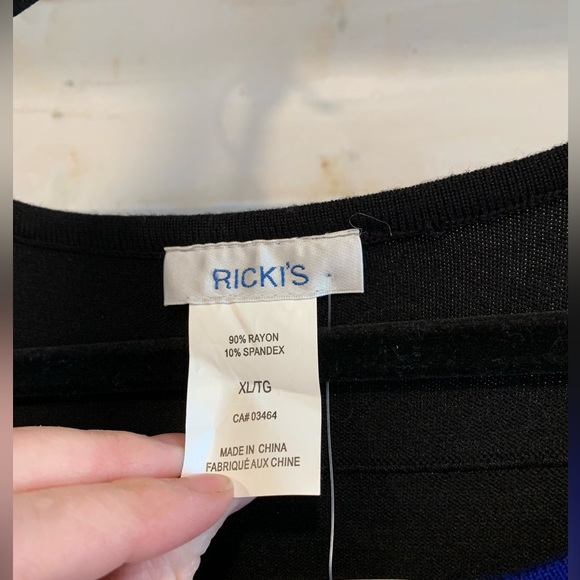 RICKI'S
90% RAYON
10% SPANDEX
XL/TG
CA# 03464
MADE IN CHINA
FABRIQUÉ AUX CHINE